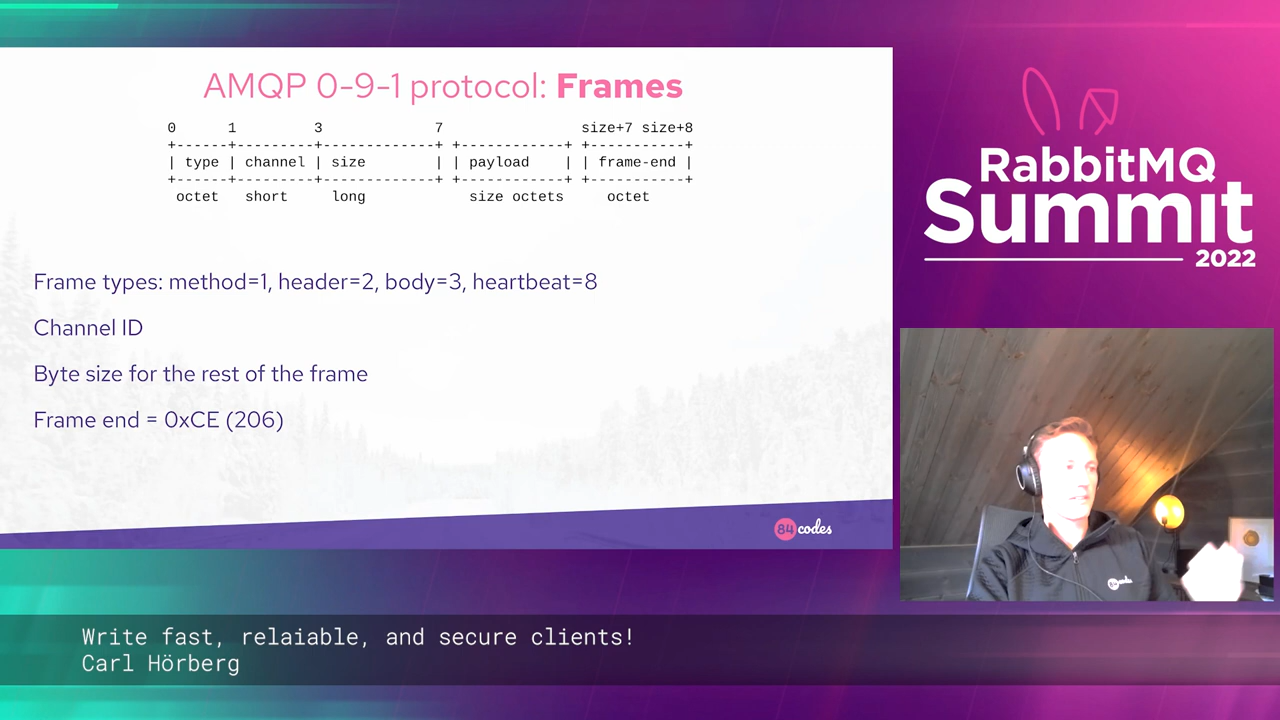 AMQP 0-9-1 protocol: Frames
0      1         3             7                 size+7 size+8
+------+---------+-------------+ +------------+ +-----------+
| type | channel | size        | | payload    | | frame-end |
+------+---------+-------------+ +------------+ +-----------+
octet   short     long            size octets     octet
Frame types: method=1, header=2, body=3, heartbeat=8
Channel ID
Byte size for the rest of the frame
Frame end = 0xCE (206)
84codes
RabbitMQ
Summit
2022
84codes
Write fast, relaiable, and secure clients!
Carl Hörberg